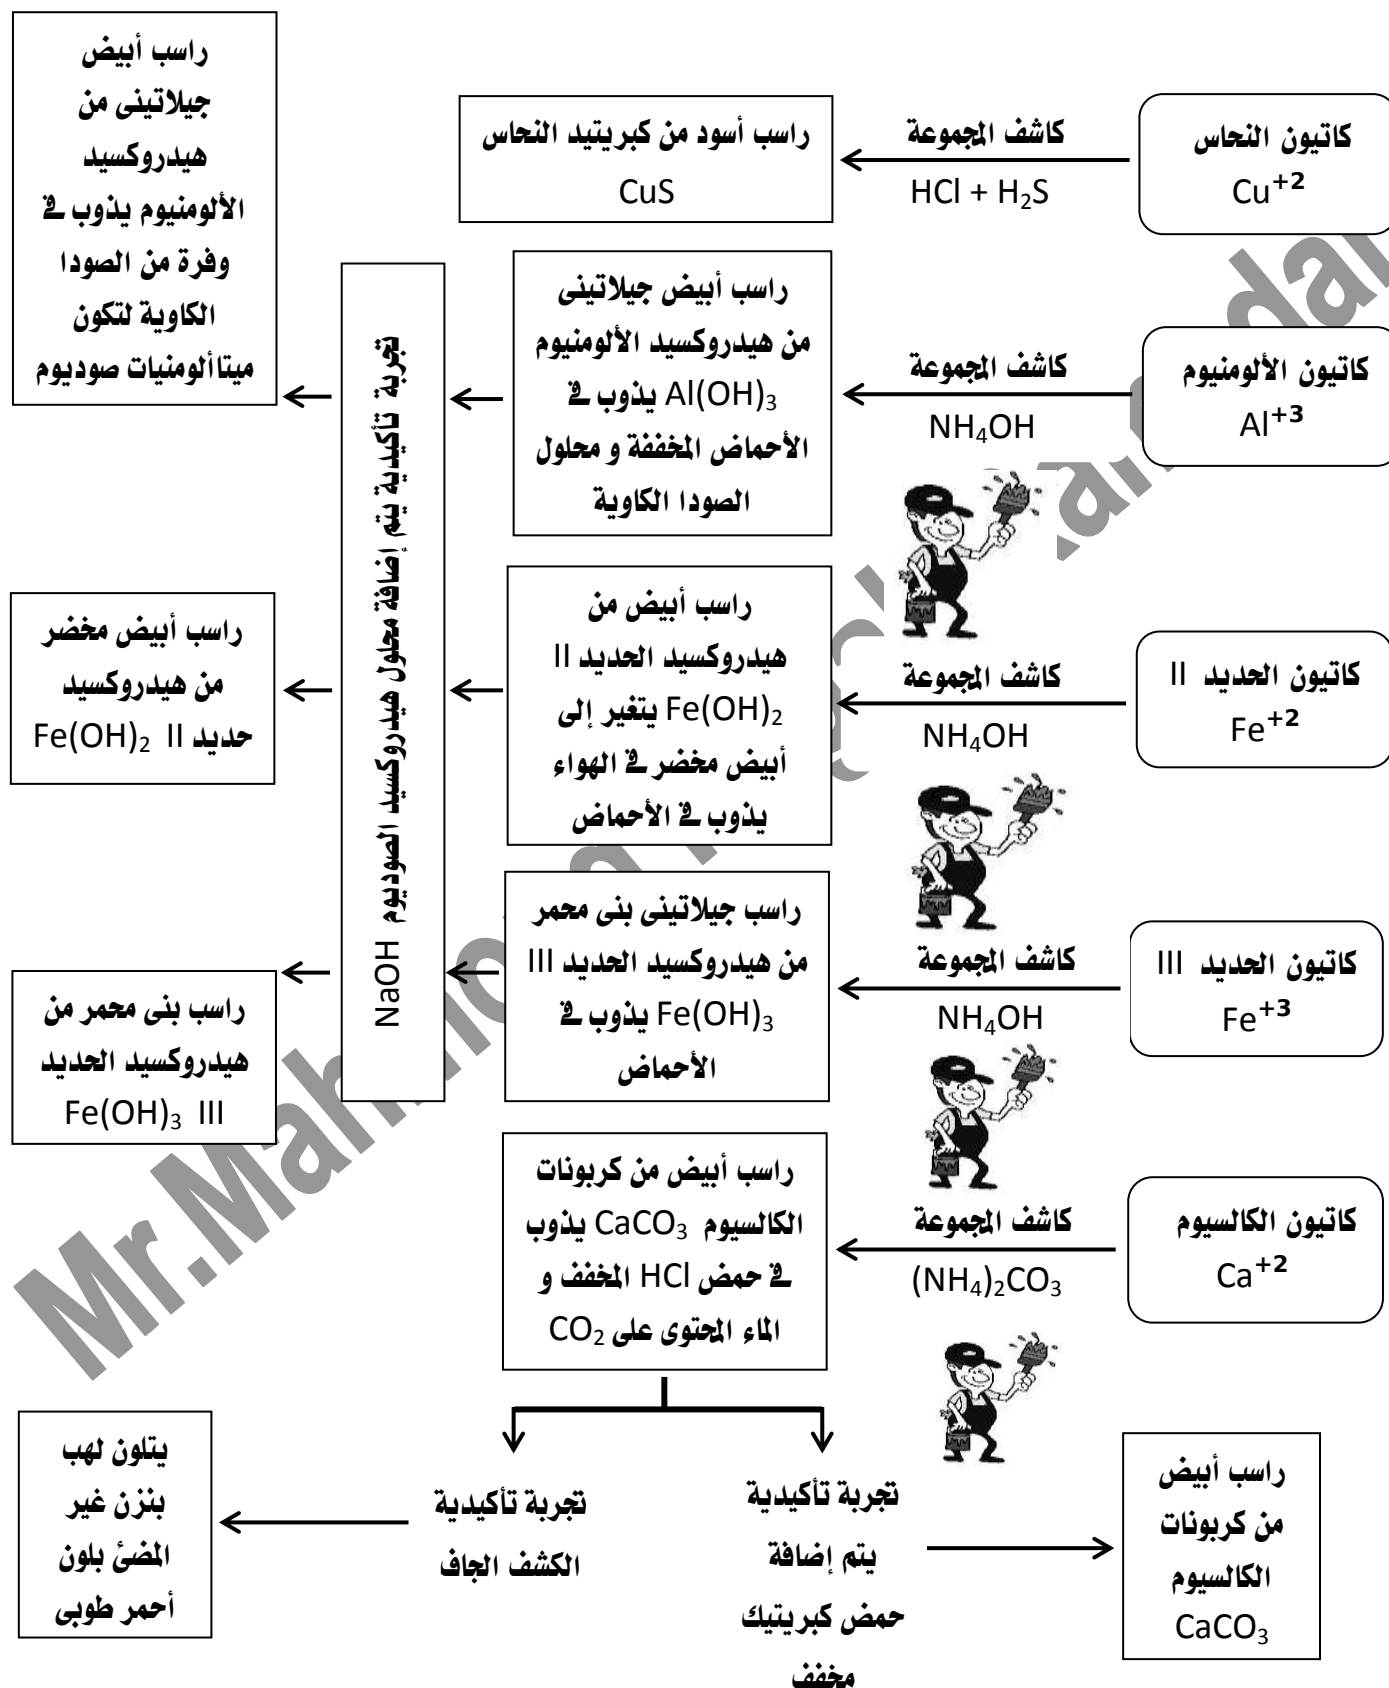 كاتيون النحاس
Cu+2
كاشف المجموعة
HCl + H2S
راسب أسود من كبريتيد النحاس
CuS
كاتيون الألومنيوم
Al+3
كاشف المجموعة
NH4OH
راسب أبيض جيلاتينى
من هيدروكسيد الألومنيوم
Al(OH)3 يذوب في
الأحماض المخففة و محلول
الصودا الكاوية
راسب أبيض
جيلاتينى من
هيدروكسيد
الألومنيوم يذوب في
وفرة من الصودا
الكاوية لتكون
ميتاألومنيات صوديوم
تجربة تأكيدية يتم إضافة محلول هيدروكسيد الصوديوم NaOH
كاتيون الحديد II
Fe+2
كاشف المجموعة
NH4OH
راسب أبيض من
هيدروكسيد الحديد II
Fe(OH)2 يتغير إلى
أبيض مخضر في الهواء
يذوب في الأحماض
راسب أبيض مخضر
من هيدروكسيد
حديد II Fe(OH)2
كاتيون الحديد III
Fe+3
كاشف المجموعة
NH4OH
راسب جيلاتينى بنى محمر
من هيدروكسيد الحديد III
Fe(OH)3 يذوب في
الأحماض
راسب بنى محمر من
هيدروكسيد الحديد
Fe(OH)3 III
كاتيون الكالسيوم
Ca+2
كاشف المجموعة
(NH4)2CO3
راسب أبيض من كربونات
الكالسيوم CaCO3 يذوب
في حمض HCl المخفف و
الماء المحتوى على CO2
تجربة تأكيدية
يتم إضافة
حمض كبريتيك
مخفف
راسب أبيض
من كربونات
الكالسيوم
CaCO3
تجربة تأكيدية
الكشف الجاف
يتلون لهب
بنزن غير
المضئ بلون
أحمر طوبى